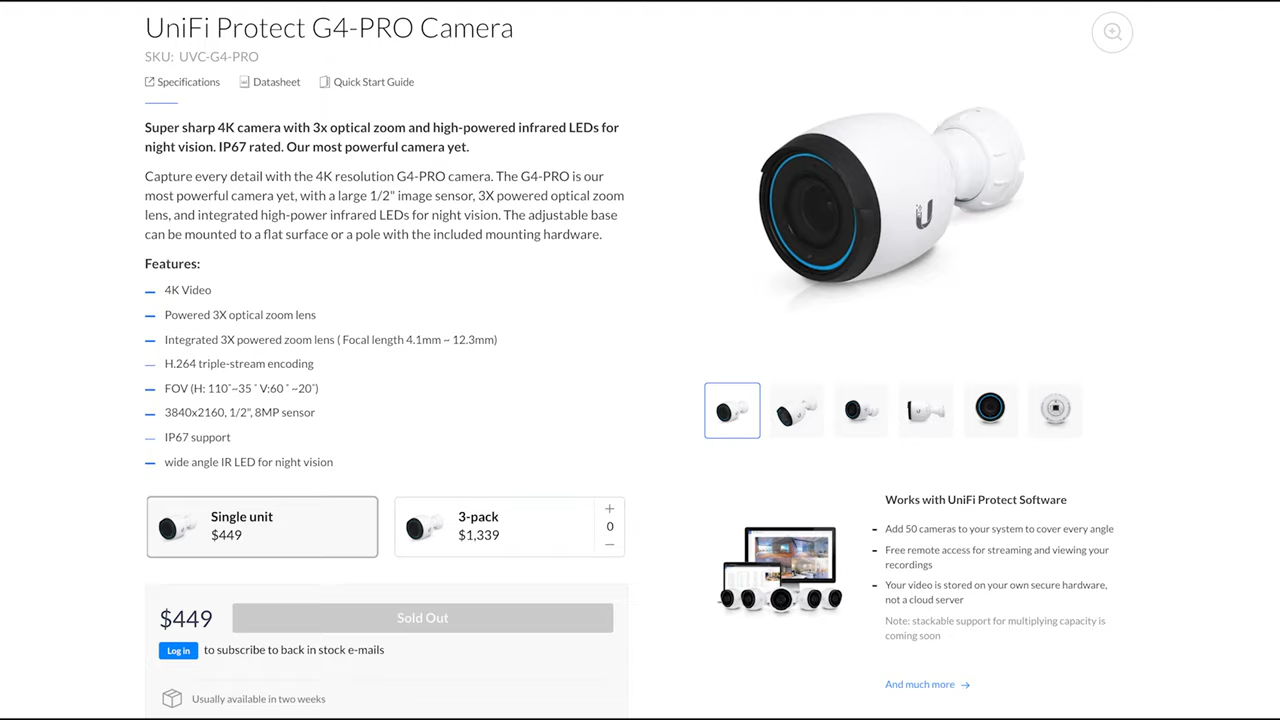 UniFi Protect G4-PRO Camera
SKU: UVC-G4-PRO
Specifications
Datasheet
Quick Start Guide
Super sharp 4K camera with 3x optical zoom and high-powered infrared LEDs for
night vision. IP67 rated. Our most powerful camera yet.
Capture every detail with the 4K resolution G4-PRO camera. The G4-PRO is our
most powerful camera yet, with a large 1/2" image sensor, 3X powered optical zoom
lens, and integrated high-power infrared LEDs for night vision. The adjustable base
can be mounted to a flat surface or a pole with the included mounting hardware.
Features:
4K Video
Powered 3X optical zoom lens
Integrated 3X powered zoom lens ( Focal length 4.1mm ~ 12.3mm)
H.264 triple-stream encoding
FOV (H: 110°~35 ° V:60 ° ~20°)
3840x2160, 1/2", 8MP sensor
IP67 support
wide angle IR LED for night vision
Single unit
$449
3-pack
$1,339
+
0
−
$449
Sold Out
Log in to subscribe to back in stock e-mails
Usually available in two weeks
Works with UniFi Protect Software
- Add 50 cameras to your system to cover every angle
- Free remote access for streaming and viewing your
recordings
- Your video is stored on your own secure hardware,
not a cloud server
Note: stackable support for multiplying capacity is
coming soon
And much more →